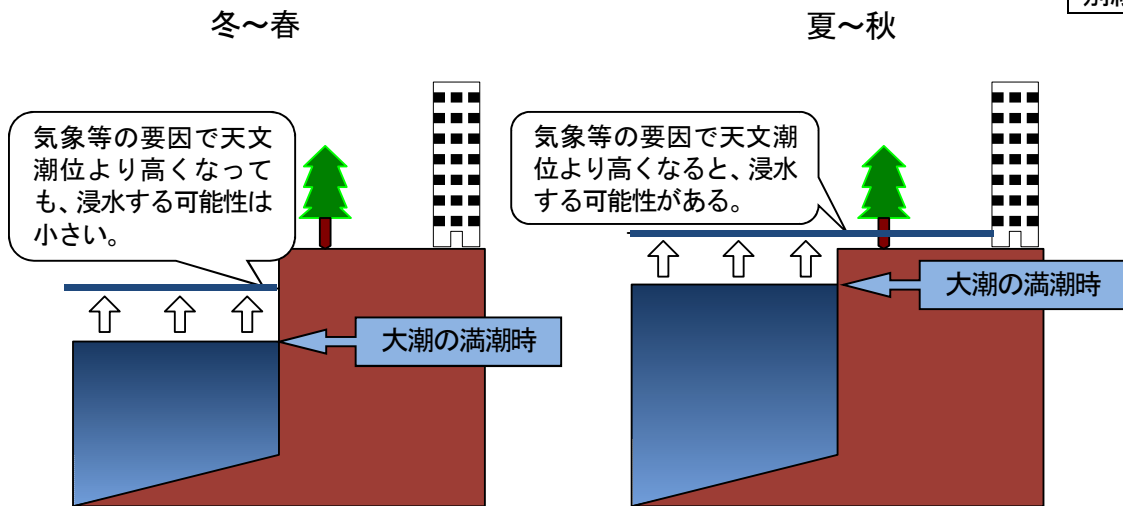 冬～春
夏～秋
気象等の要因で天文
潮位より高くなって
も、浸水する可能性は
小さい。
大潮の満潮時
気象等の要因で天文潮
位より高くなると、浸水
する可能性がある。
大潮の満潮時